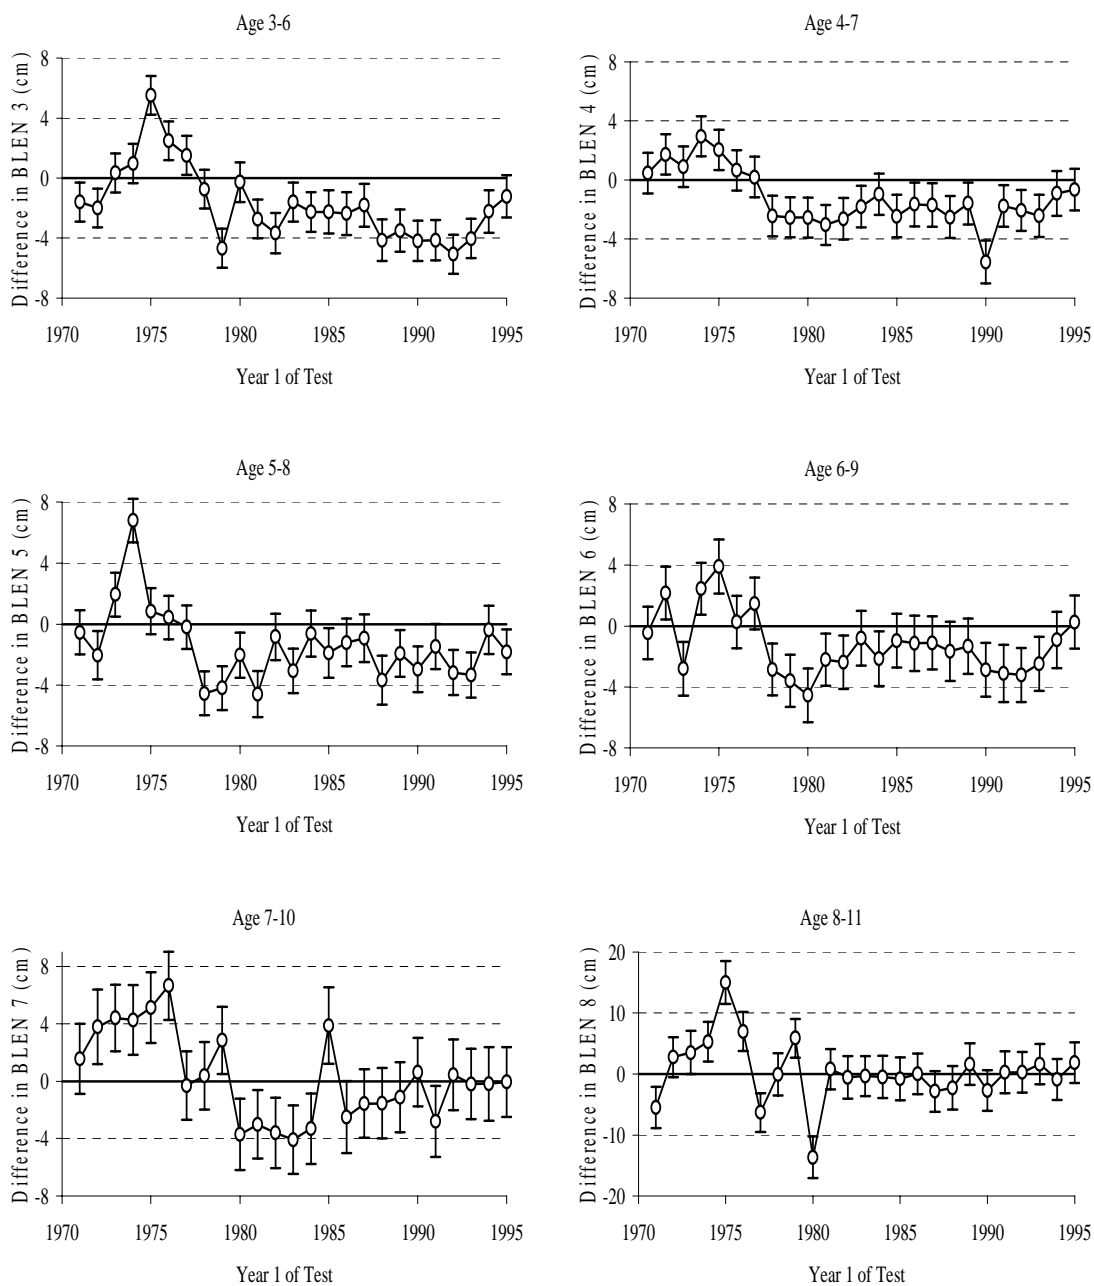 Age 3-6
Difference in BLEN 3 (cm)
8
4
0
-4
-8
1970 1975 1980 1985 1990 1995
Year 1 of Test
Age 4-7
Difference in BLEN 4 (cm)
8
4
0
-4
-8
1970 1975 1980 1985 1990 1995
Year 1 of Test
Age 5-8
Difference in BLEN 5 (cm)
8
4
0
-4
-8
1970 1975 1980 1985 1990 1995
Year 1 of Test
Age 6-9
Difference in BLEN 6 (cm)
8
4
0
-4
-8
1970 1975 1980 1985 1990 1995
Year 1 of Test
Age 7-10
Difference in BLEN 7 (cm)
8
4
0
-4
-8
1970 1975 1980 1985 1990 1995
Year 1 of Test
Age 8-11
Difference in BLEN 8 (cm)
20
10
0
-10
-20
1970 1975 1980 1985 1990 1995
Year 1 of Test